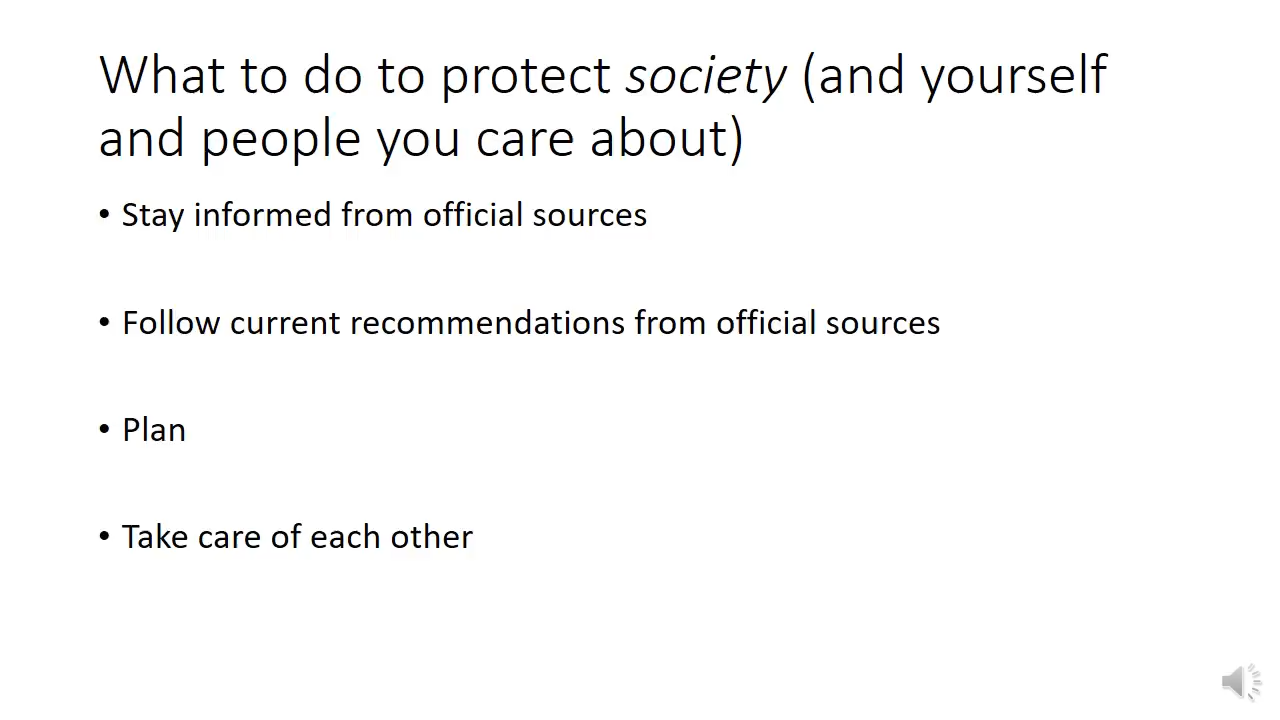 What to do to protect society (and yourself
and people you care about)
• Stay informed from official sources
• Follow current recommendations from official sources
• Plan
• Take care of each other